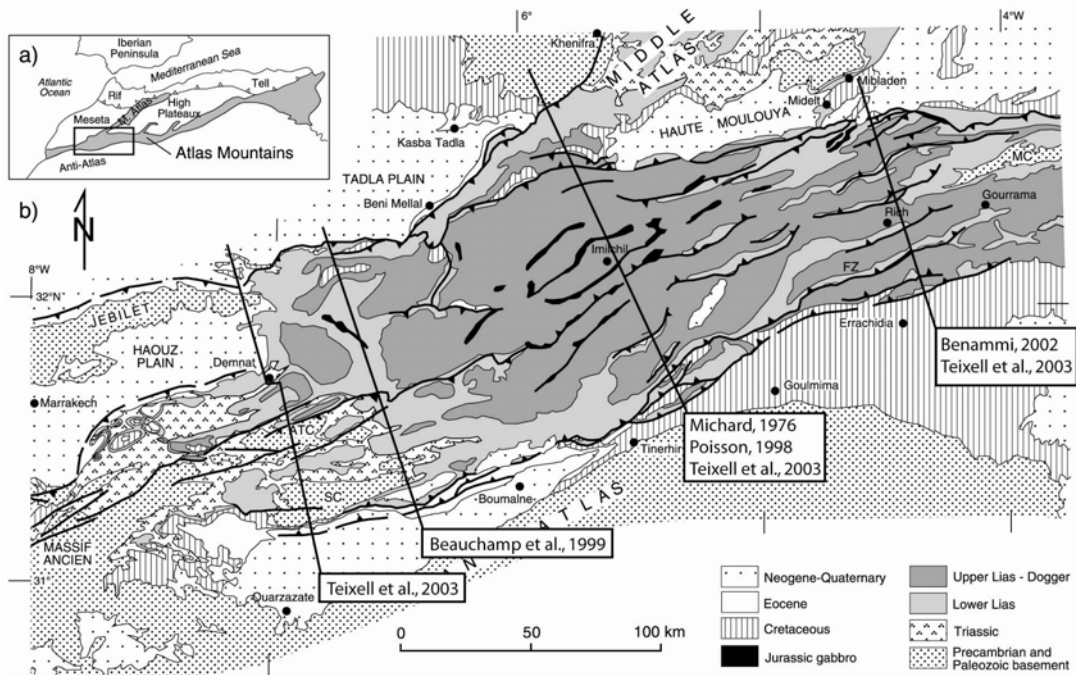 a)
Iberian
Peninsula
Atlantic
Ocean
Mediterranean Sea
Rif
Tell
M. Atlas
High
Plateaux
Meseta
Anti-Atlas
Atlas Mountains
b)
N
6°
4°W
Khenifra
MIDDLE
ATLAS
Mibladen
Midelt
HAUTE MOULOUYA
Kasba Tadla
TADLA PLAIN
Beni Mellal
MC
Gourrama
Rich
Imilchil
FZ
8°W
32°N
JEBILET
HAOUZ
PLAIN
Demnat
Marrakech
Errachidia
Goulmima
Benammi, 2002
Teixell et al., 2003
ATC
SC
Tinerhir
Michard, 1976
Poisson, 1998
Teixell et al., 2003
Boumalne
ATLAS
MASSIF
ANCIEN
Beauchamp et al., 1999
Teixell et al., 2003
31°
Ouarzazate
0
50
100 km
Neogene-Quaternary
Eocene
Cretaceous
Jurassic gabbro
Upper Lias - Dogger
Lower Lias
Triassic
Precambrian and
Paleozoic basement